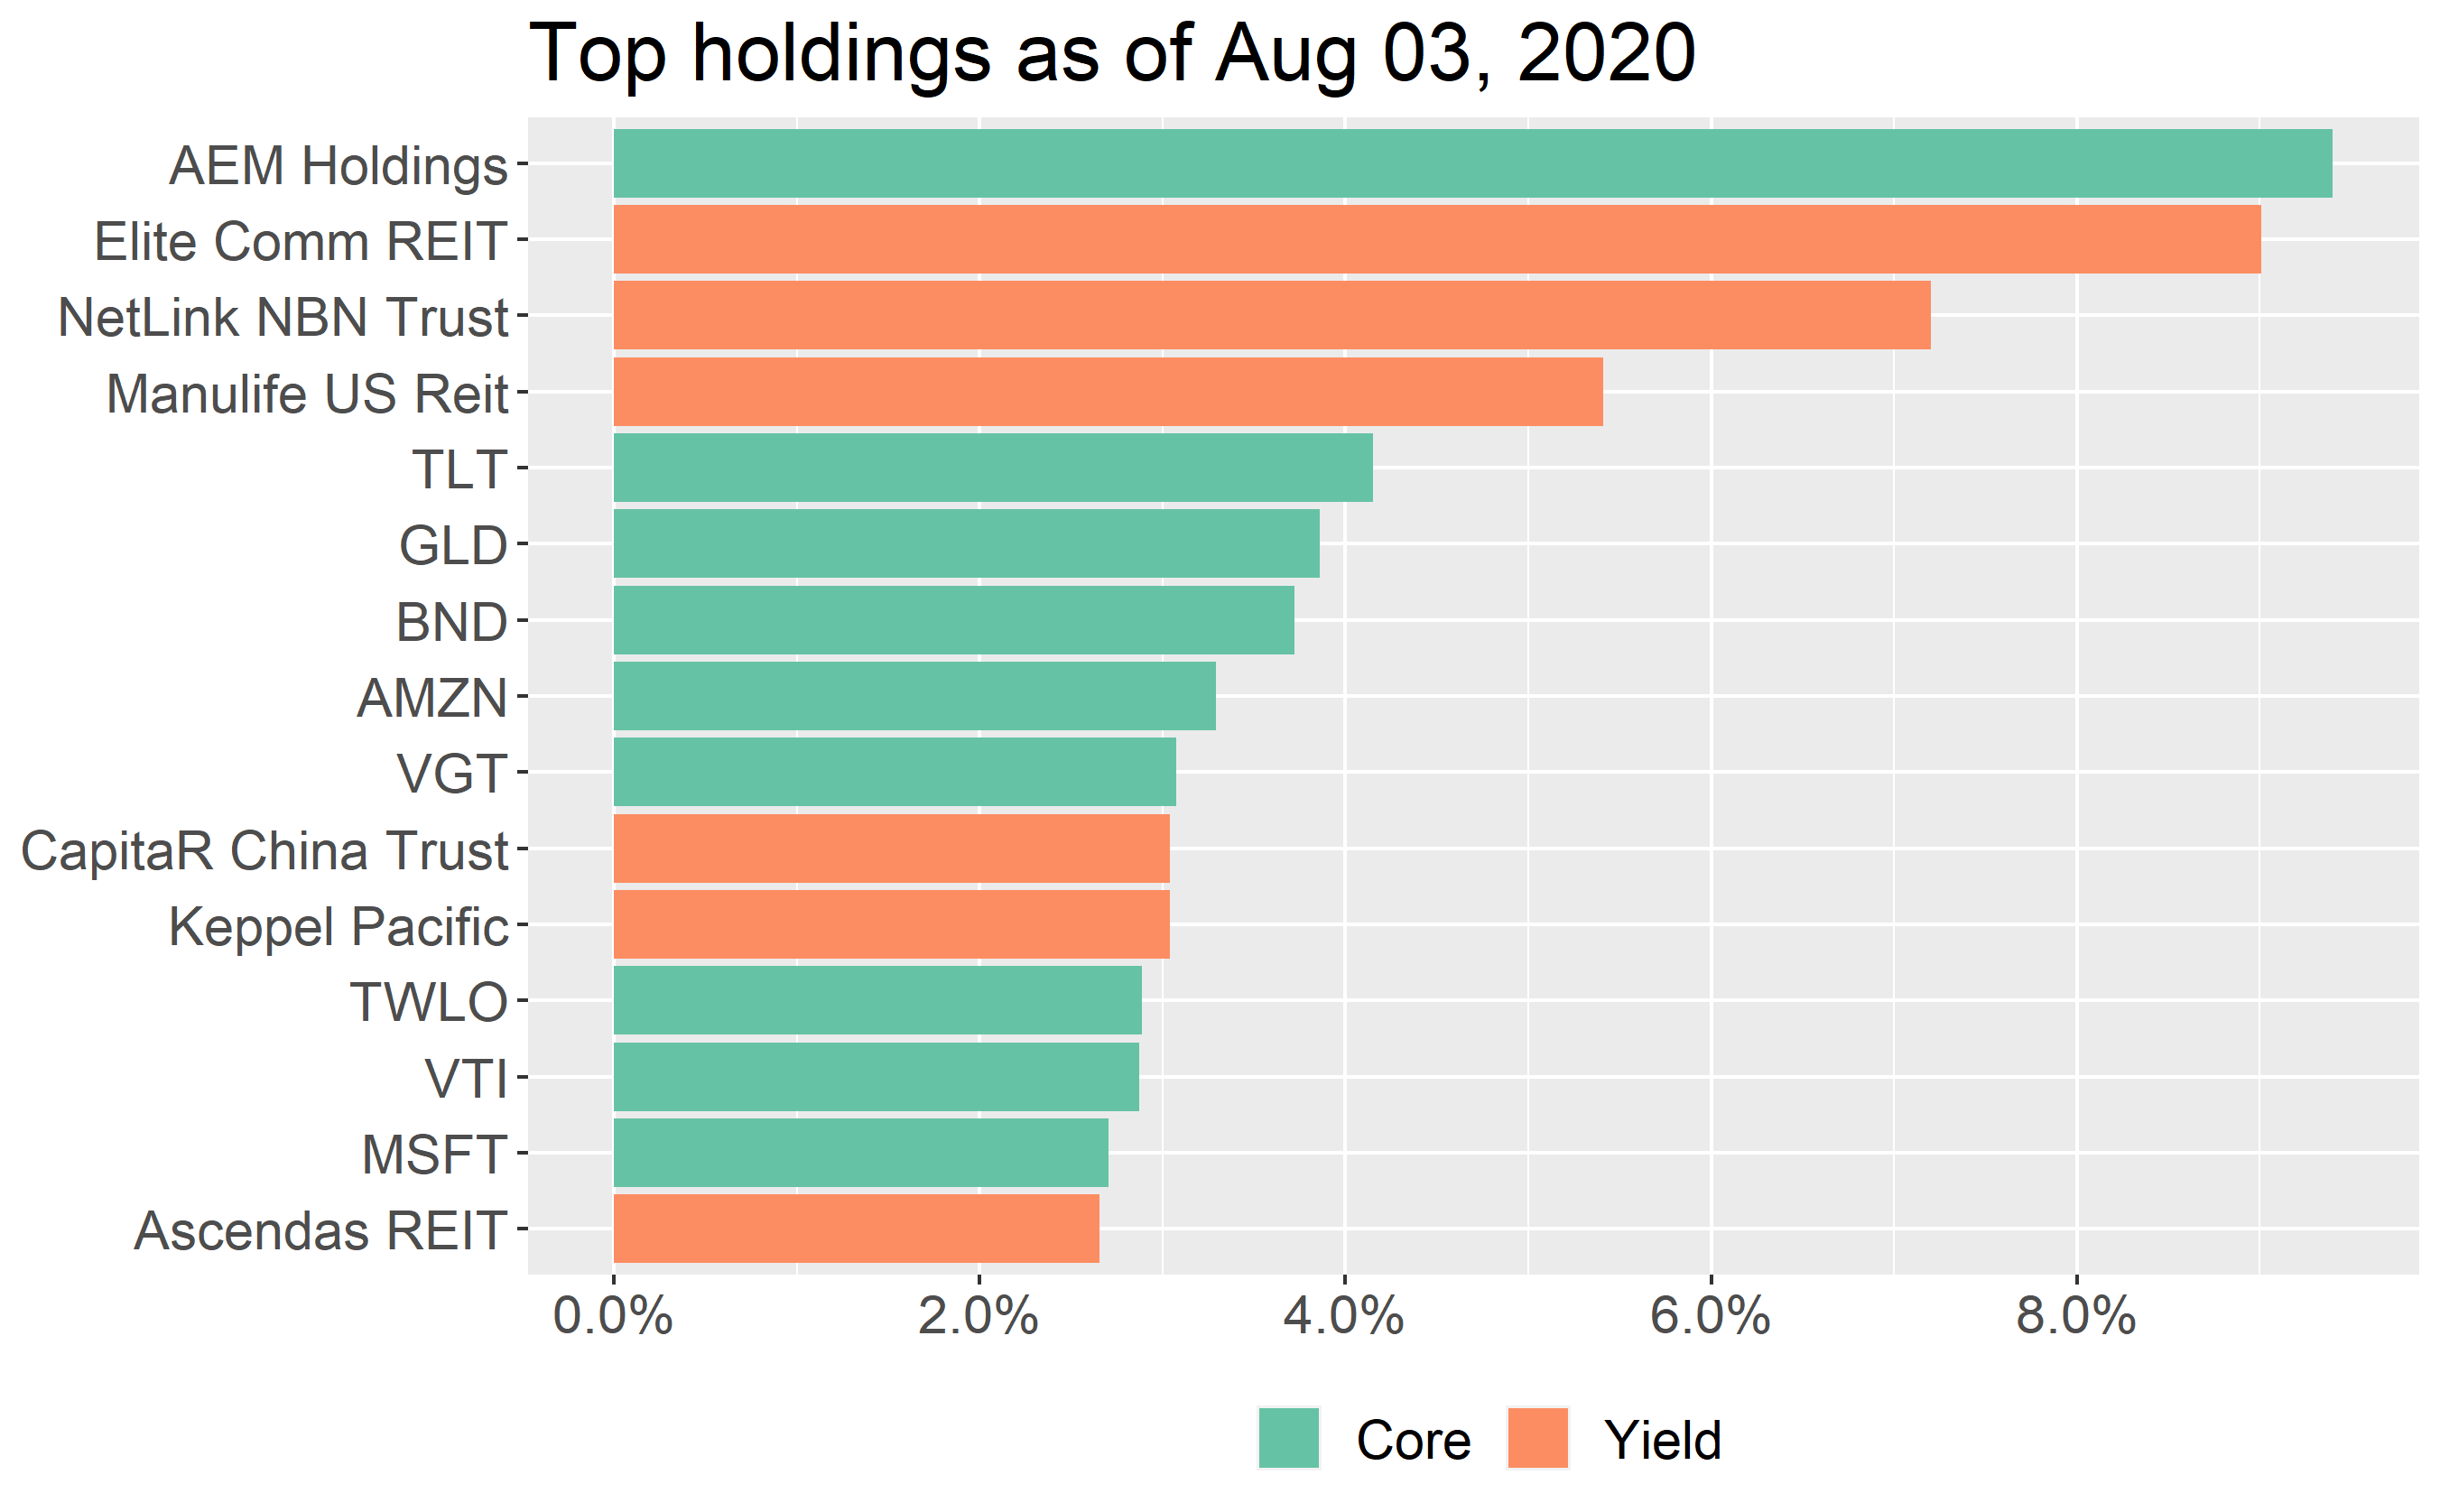 Top holdings as of Aug 03, 2020
AEM Holdings
Elite Comm REIT
NetLink NBN Trust
Manulife US Reit
TLT
GLD
BND
AMZN
VGT
CapitaR China Trust
Keppel Pacific
TWLO
VTI
MSFT
Ascendas REIT
0.0% 2.0% 4.0% 6.0% 8.0%
Core Yield